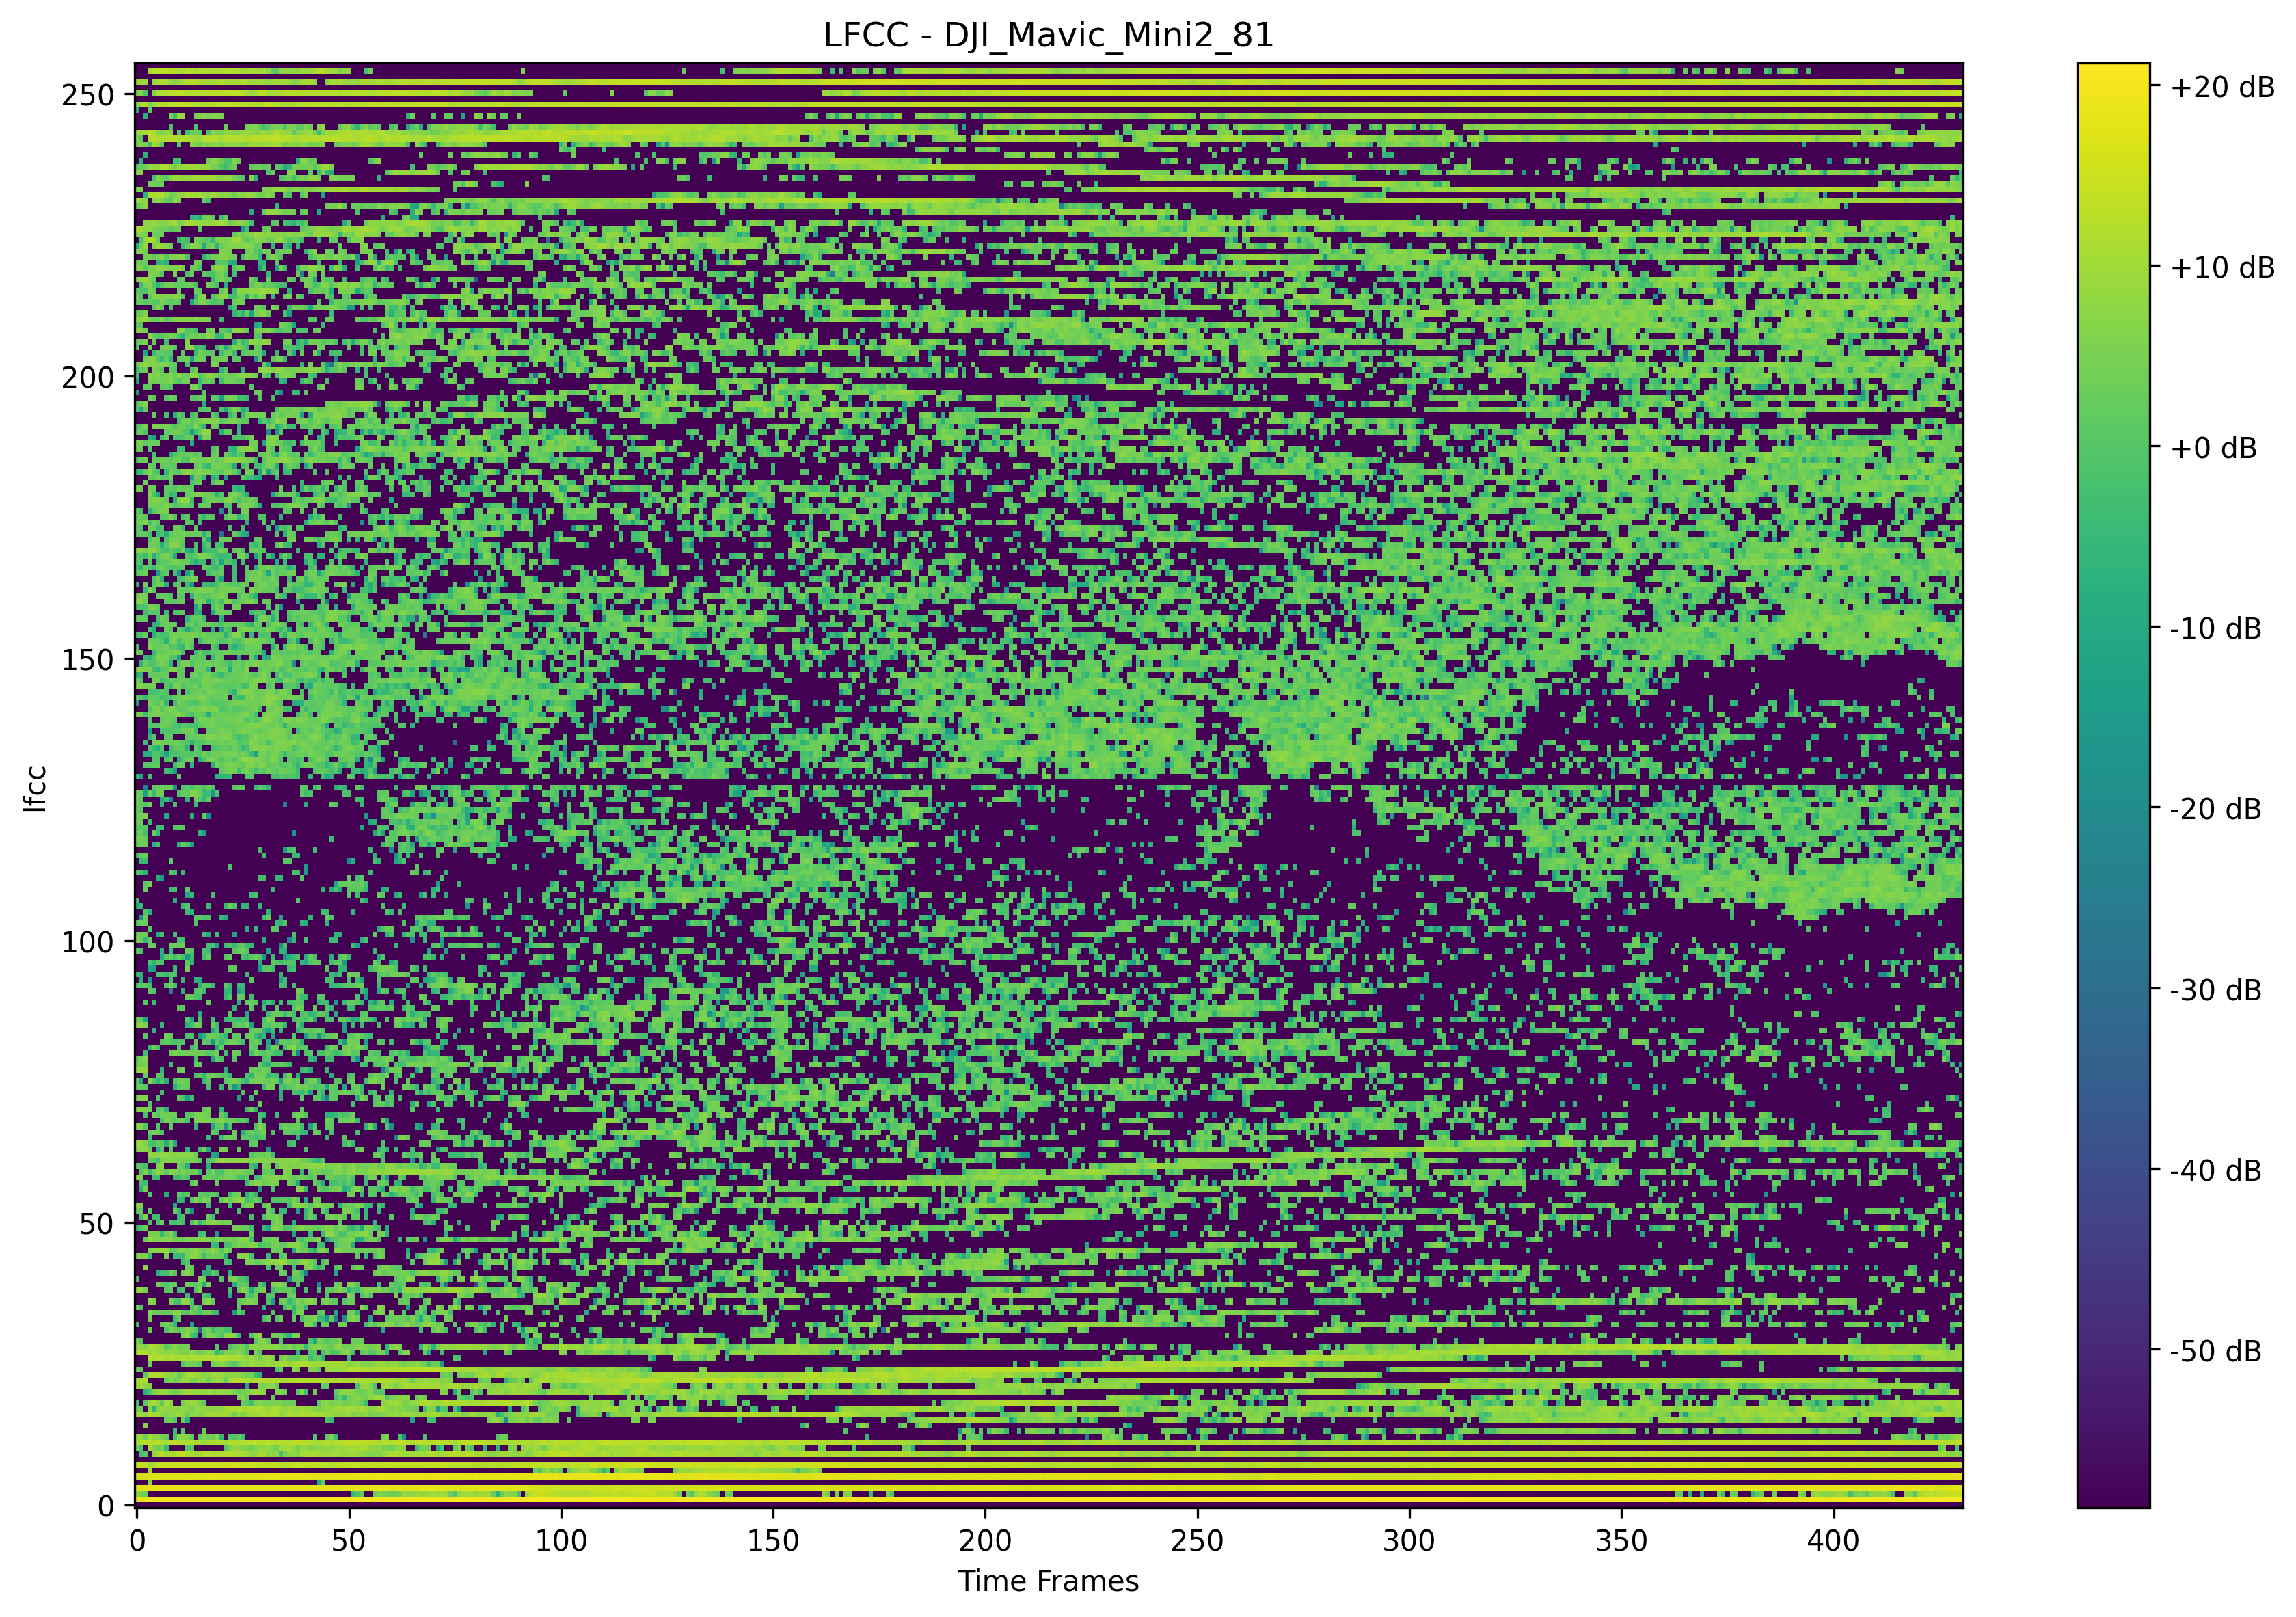 LFCC - DJI_Mavic_Mini2_81
250
200
150
100
50
0
lfcc
0 50 100 150 200 250 300 350 400
Time Frames
+20 dB
+10 dB
+0 dB
-10 dB
-20 dB
-30 dB
-40 dB
-50 dB